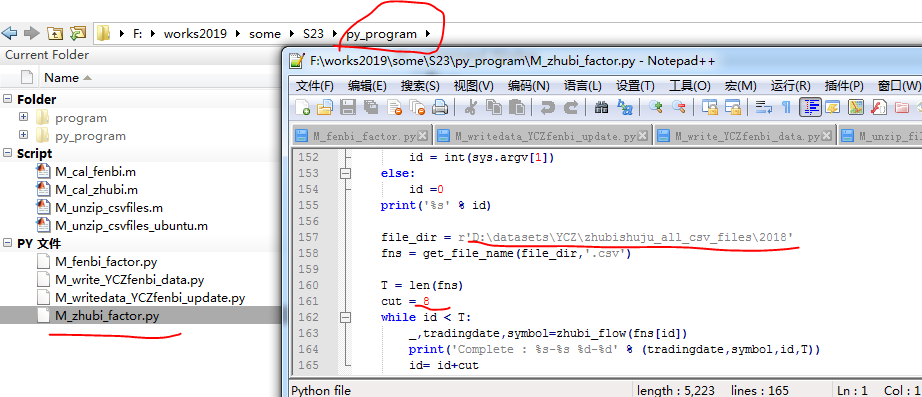 F: works2019 some S23 py_program
Current Folder
Name
Folder
program
py_program
Script
M_cal_fenbi.m
M_cal_zhubi.m
M_unzip_csvfiles.m
M_unzip_csvfiles_ubuntu.m
PY 文件
M_fenbi_factor.py
M_write_YCZfenbi_data.py
M_writedata_YCZfenbi_update.py
M_zhubi_factor.py
F:\works2019\some\S23\py_program\M_zhubi_factor.py - Notepad++
文件(F) 编辑(E) 搜索(S) 视图(V) 编码(N) 语言(L) 设置(T) 工具(O) 宏(M) 运行(R) 插件(P) 窗口(W)
M_fenbi_factor.py M_writedata_YCZfenbi_update.py M_write_YCZfenbi_data.py M_unzip_fi
152 id = int(sys.argv[1])
153 else:
154 id =0
155 print('%s' % id)
156
157 file_dir = r'D:\datasets\YCZ\zhubishuju_all_csv_files\2018'
158 fns = get_file_name(file_dir,'.csv')
159
160 T = len(fns)
161 cut = 8
162 while id < T:
163 _,tradingdate,symbol=zhubi_flow(fns[id])
164 print('Complete : %s-%s %d-%d' % (tradingdate,symbol,id,T))
165 id= id+cut
Python file length : 5,223 lines : 165 Ln : 1 Col : 1